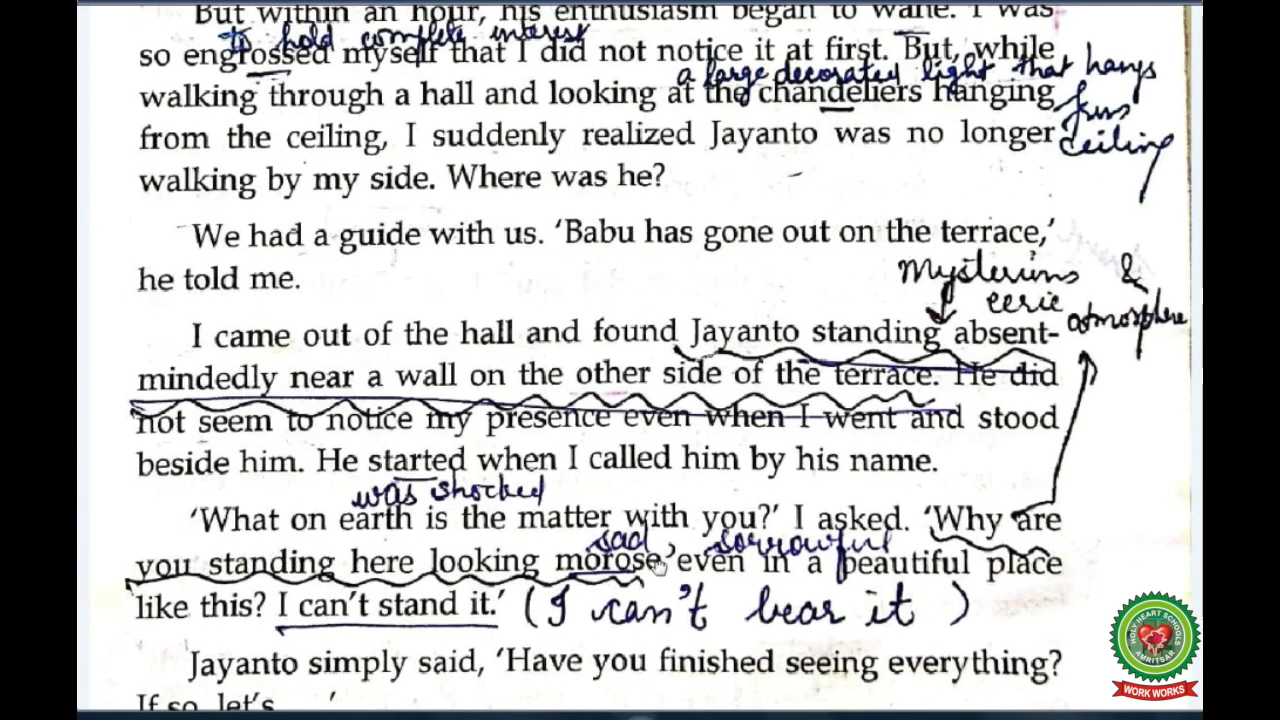 But within an hour, his enthusiasm began to wane. I was
to hold complete interest
so engrossed myself that I did not notice it at first. But, while
a large decorated light that hangs
walking through a hall and looking at the chandeliers hanging
from
from the ceiling, I suddenly realized Jayanto was no longer
ceiling
walking by my side. Where was he?
We had a guide with us. 'Babu has gone out on the terrace,'
he told me.
Mysterious &
eerie
atmosphere
I came out of the hall and found Jayanto standing absent-
mindedly near a wall on the other side of the terrace. He did
not seem to notice my presence even when I went and stood
beside him. He started when I called him by his name.
was shocked
'What on earth is the matter with you?' I asked. 'Why are
sad, sorrowful
you standing here looking morose even in a beautiful place
like this? I can't stand it.' (I can't bear it)
Jayanto simply said, 'Have you finished seeing everything?
If so, let's
HOLY HEART SCHOOLS
AMRITSAR
WORK WORKS